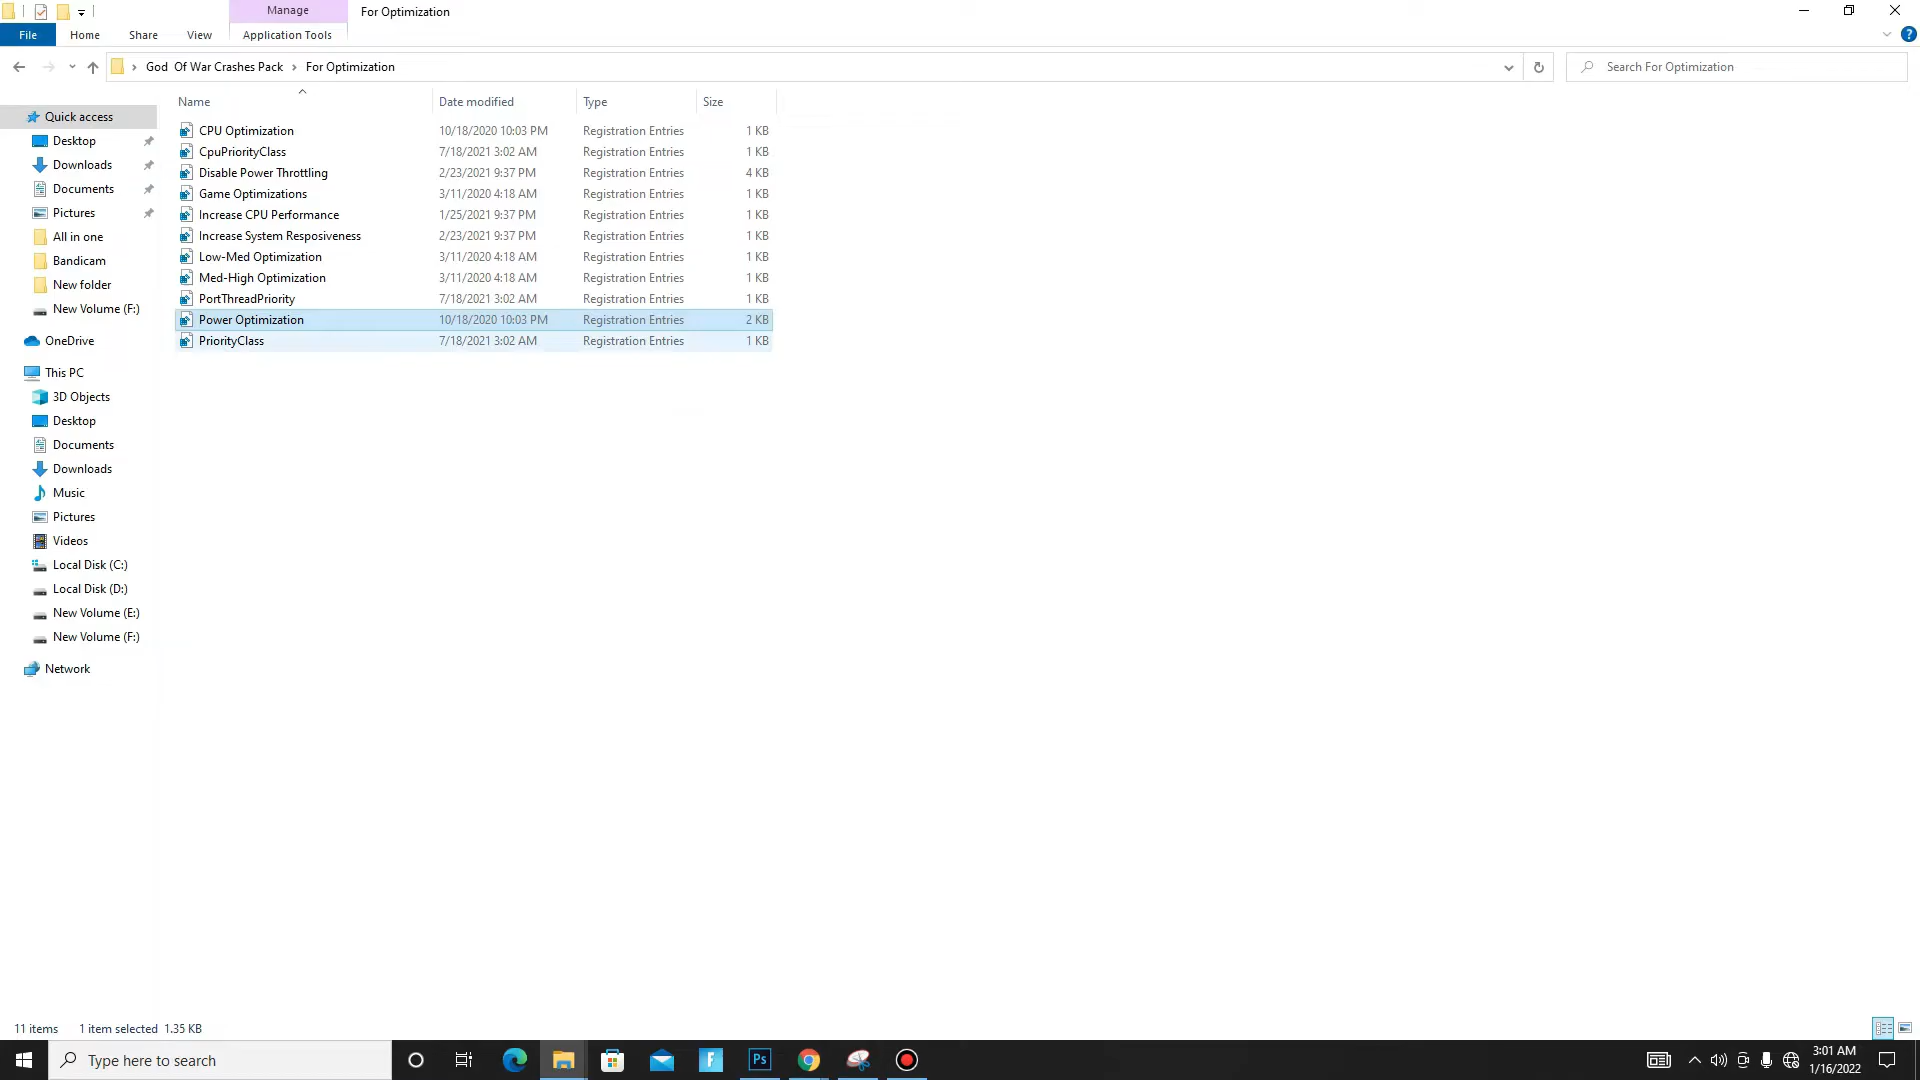 Manage
For Optimization
File
Home
Share
View
Application Tools
?
God Of War Crashes Pack
For Optimization
Search For Optimization
Name
Date modified
Type
Size
Quick access
Desktop
Downloads
Documents
Pictures
All in one
Bandicam
New folder
New Volume (F:)
OneDrive
This PC
3D Objects
Desktop
Documents
Downloads
Music
Pictures
Videos
Local Disk (C:)
Local Disk (D:)
New Volume (E:)
New Volume (F:)
Network
CPU Optimization 10/18/2020 10:03 PM Registration Entries 1 KB
CpuPriorityClass 7/18/2021 3:02 AM Registration Entries 1 KB
Disable Power Throttling 2/23/2021 9:37 PM Registration Entries 4 KB
Game Optimizations 3/11/2020 4:18 AM Registration Entries 1 KB
Increase CPU Performance 1/25/2021 9:37 PM Registration Entries 1 KB
Increase System Resposiveness 2/23/2021 9:37 PM Registration Entries 1 KB
Low-Med Optimization 3/11/2020 4:18 AM Registration Entries 1 KB
Med-High Optimization 3/11/2020 4:18 AM Registration Entries 1 KB
PortThreadPriority 7/18/2021 3:02 AM Registration Entries 1 KB
Power Optimization 10/18/2020 10:03 PM Registration Entries 2 KB
PriorityClass 7/18/2021 3:02 AM Registration Entries 1 KB
11 items
1 item selected 1.35 KB
Type here to search
Ps
3:01 AM
1/16/2022